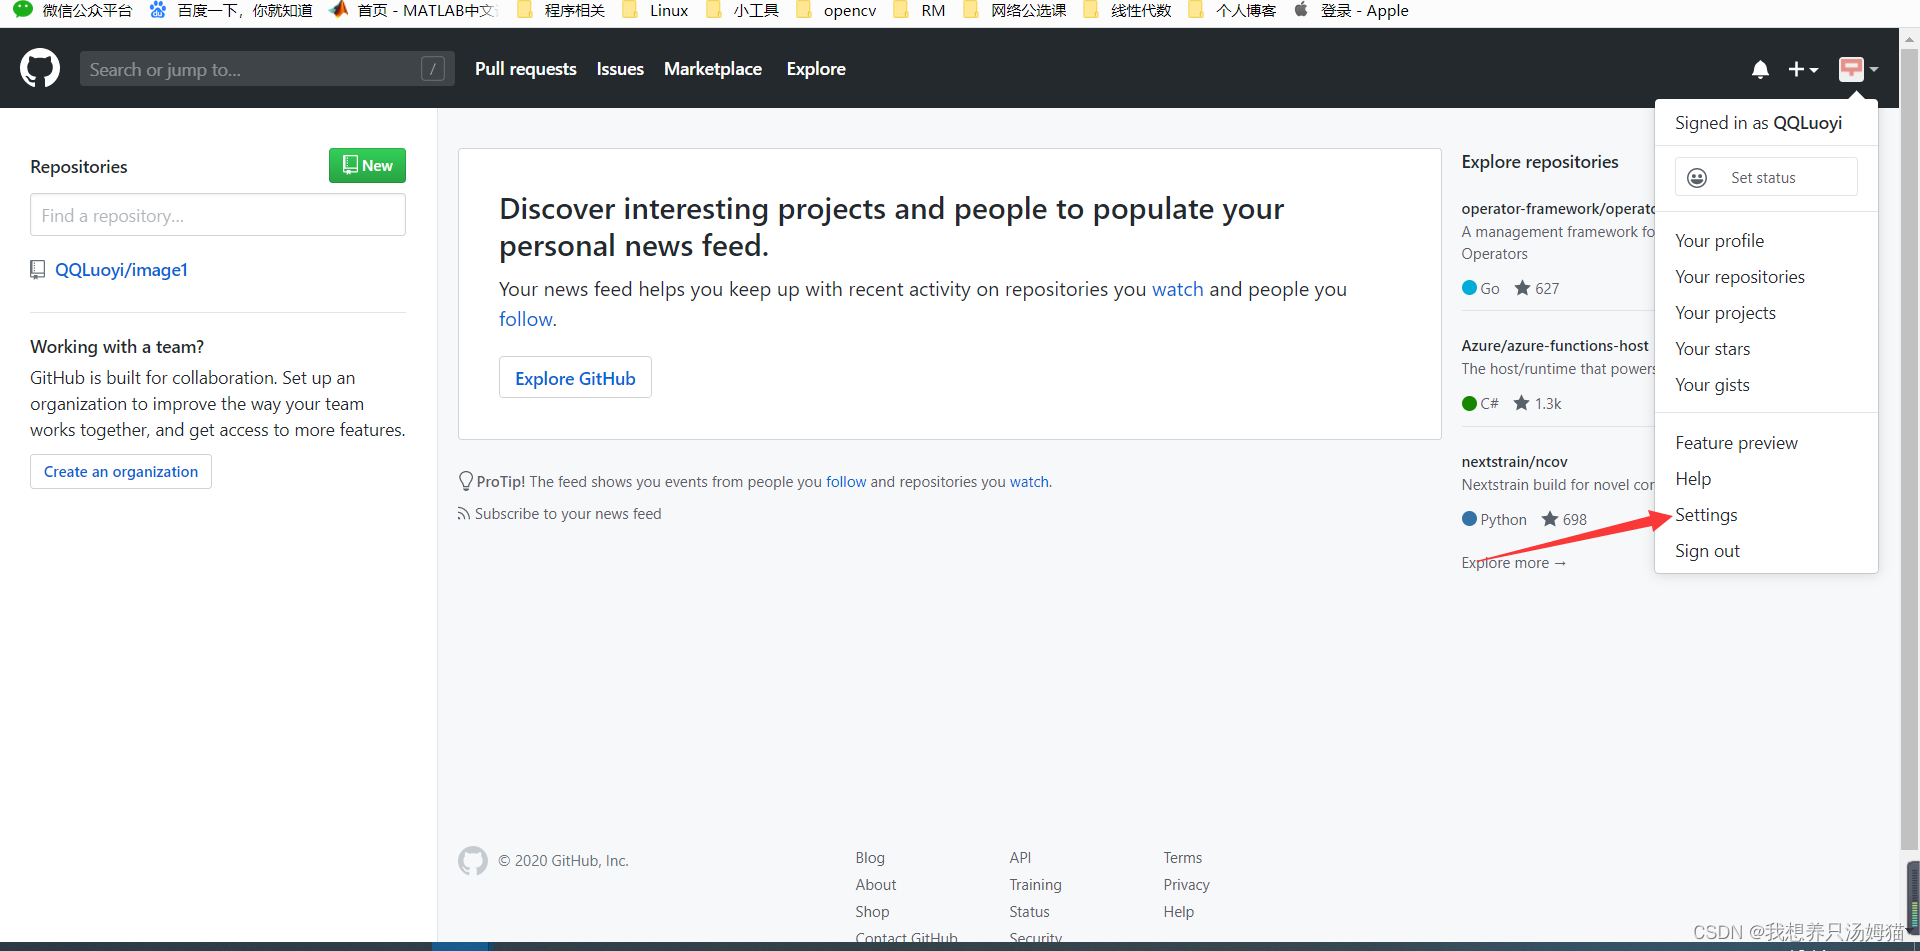 微信公众平台 百度一下，你就知道 首页 - MATLAB中文 程序相关 Linux 小工具 opencv RM 网络公选课 线性代数 个人博客 登录 - Apple
Search or jump to... / Pull requests Issues Marketplace Explore
Signed in as QQLuoyi
Set status
Your profile
Your repositories
Your projects
Your stars
Your gists
Feature preview
Help
Settings
Sign out
Repositories New
Find a repository...
QQLuoyi/image1
Working with a team?
GitHub is built for collaboration. Set up an
organization to improve the way your team
works together, and get access to more features.
Create an organization
Discover interesting projects and people to populate your
personal news feed.
Your news feed helps you keep up with recent activity on repositories you watch and people you
follow.
Explore GitHub
ProTip! The feed shows you events from people you follow and repositories you watch.
Subscribe to your news feed
Explore repositories
operator-framework/operato
A management framework fo
Operators
Go 627
Azure/azure-functions-host
The host/runtime that powers
C# 1.3k
nextstrain/ncov
Nextstrain build for novel cor
Python 698
Explore more →
© 2020 GitHub, Inc.
Blog
About
Shop
Contact GitHub
API
Training
Status
Security
Terms
Privacy
Help
CSDN @我想养只汤姆猫